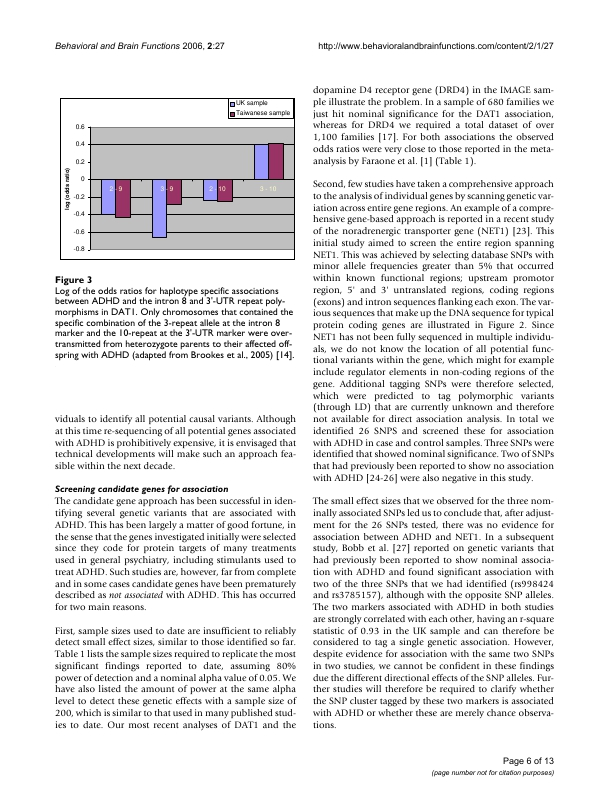 Behavioral and Brain Functions 2006, 2:27
http://www.behavioralandbrainfunctions.com/content/2/1/27
UK sample
Taiwanese sample
0.6
0.4
0.2
0
-0.2
-0.4
-0.6
-0.8
log (odds ratio)
2 - 9
3 - 9
2 - 10
3 - 10
Figure 3
Log of the odds ratios for haplotype specific associations
between ADHD and the intron 8 and 3'-UTR repeat poly-
morphisms in DAT1. Only chromosomes that contained the
specific combination of the 3-repeat allele at the intron 8
marker and the 10-repeat at the 3'-UTR marker were over-
transmitted from heterozygote parents to their affected off-
spring with ADHD (adapted from Brookes et al., 2005) [14].
viduals to identify all potential causal variants. Although
at this time re-sequencing of all potential genes associated
with ADHD is prohibitively expensive, it is envisaged that
technical developments will make such an approach fea-
sible within the next decade.
Screening candidate genes for association
The candidate gene approach has been successful in iden-
tifying several genetic variants that are associated with
ADHD. This has been largely a matter of good fortune, in
the sense that the genes investigated initially were selected
since they code for protein targets of many treatments
used in general psychiatry, including stimulants used to
treat ADHD. Such studies are, however, far from complete
and in some cases candidate genes have been prematurely
described as not associated with ADHD. This has occurred
for two main reasons.
First, sample sizes used to date are insufficient to reliably
detect small effect sizes, similar to those identified so far.
Table 1 lists the sample sizes required to replicate the most
significant findings reported to date, assuming 80%
power of detection and a nominal alpha value of 0.05. We
have also listed the amount of power at the same alpha
level to detect these genetic effects with a sample size of
200, which is similar to that used in many published stud-
ies to date. Our most recent analyses of DAT1 and the
dopamine D4 receptor gene (DRD4) in the IMAGE sam-
ple illustrate the problem. In a sample of 680 families we
just hit nominal significance for the DAT1 association,
whereas for DRD4 we required a total dataset of over
1,100 families [17]. For both associations the observed
odds ratios were very close to those reported in the meta-
analysis by Faraone et al. [1] (Table 1).
Second, few studies have taken a comprehensive approach
to the analysis of individual genes by scanning genetic var-
iation across entire gene regions. An example of a compre-
hensive gene-based approach is reported in a recent study
of the noradrenergic transporter gene (NET1) [23]. This
initial study aimed to screen the entire region spanning
NET1. This was achieved by selecting database SNPs with
minor allele frequencies greater than 5% that occurred
within known functional regions; upstream promotor
region, 5' and 3' untranslated regions, coding regions
(exons) and intron sequences flanking each exon. The var-
ious sequences that make up the DNA sequence for typical
protein coding genes are illustrated in Figure 2. Since
NET1 has not been fully sequenced in multiple individu-
als, we do not know the location of all potential func-
tional variants within the gene, which might for example
include regulator elements in non-coding regions of the
gene. Additional tagging SNPs were therefore selected,
which were predicted to tag polymorphic variants
(through LD) that are currently unknown and therefore
not available for direct association analysis. In total we
identified 26 SNPS and screened these for association
with ADHD in case and control samples. Three SNPs were
identified that showed nominal significance. Two of SNPs
that had previously been reported to show no association
with ADHD [24-26] were also negative in this study.
The small effect sizes that we observed for the three nom-
inally associated SNPs led us to conclude that, after adjust-
ment for the 26 SNPs tested, there was no evidence for
association between ADHD and NET1. In a subsequent
study, Bobb et al. [27] reported on genetic variants that
had previously been reported to show nominal associa-
tion with ADHD and found significant association with
two of the three SNPs that we had identified (rs998424
and rs3785157), although with the opposite SNP alleles.
The two markers associated with ADHD in both studies
are strongly correlated with each other, having an r-square
statistic of 0.93 in the UK sample and can therefore be
considered to tag a single genetic association. However,
despite evidence for association with the same two SNPs
in two studies, we cannot be confident in these findings
due the different directional effects of the SNP alleles. Fur-
ther studies will therefore be required to clarify whether
the SNP cluster tagged by these two markers is associated
with ADHD or whether these are merely chance observa-
tions.
Page 6 of 13
(page number not for citation purposes)